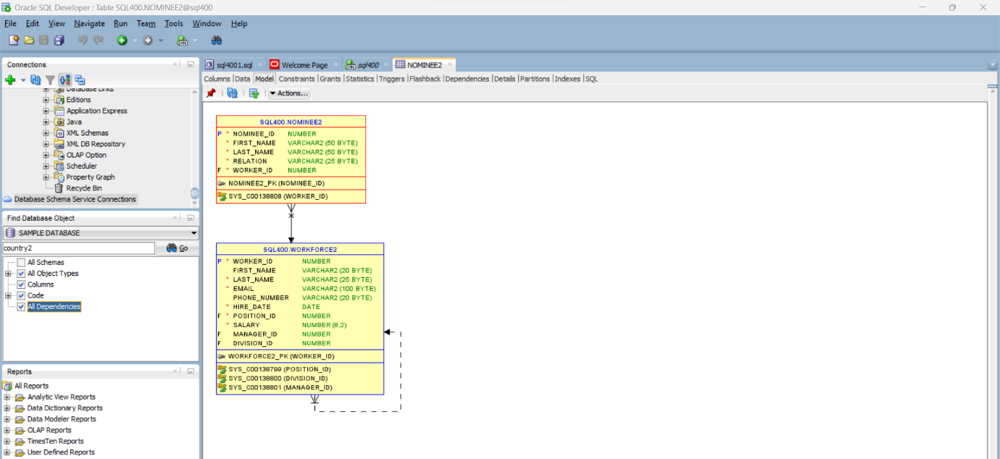 Oracle SQL Developer : Table SQL400.NOMINEE2@sql400
File Edit View Navigate Run Team Tools Window Help
Connections
Database Links
Editions
Application Express
Java
XML Schemas
XML DB Repository
OLAP Option
Scheduler
Property Graph
Recycle Bin
Database Schema Service Connections
Find Database Object
SAMPLE DATABASE
country2 Go
All Schemas
All Object Types
Columns
Code
All Dependencies
Reports
All Reports
Analytic View Reports
Data Dictionary Reports
Data Modeler Reports
OLAP Reports
TimesTen Reports
User Defined Reports
sql4001.sql Welcome Page sql400 NOMINEE2
Columns Data Model Constraints Grants Statistics Triggers Flashback Dependencies Details Partitions Indexes SQL
Actions...
SQL400.NOMINEE2
P * NOMINEE_ID NUMBER
* FIRST_NAME VARCHAR2 (50 BYTE)
* LAST_NAME VARCHAR2 (50 BYTE)
* RELATION VARCHAR2 (25 BYTE)
F * WORKER_ID NUMBER
NOMINEE2_PK (NOMINEE_ID)
SYS_C00138808 (WORKER_ID)
SQL400.WORKFORCE2
P * WORKER_ID NUMBER
FIRST_NAME VARCHAR2 (20 BYTE)
* LAST_NAME VARCHAR2 (25 BYTE)
* EMAIL VARCHAR2 (100 BYTE)
PHONE_NUMBER VARCHAR2 (20 BYTE)
* HIRE_DATE DATE
F * POSITION_ID NUMBER
* SALARY NUMBER (8,2)
F MANAGER_ID NUMBER
F DIVISION_ID NUMBER
WORKFORCE2_PK (WORKER_ID)
SYS_C00138799 (POSITION_ID)
SYS_C00138800 (DIVISION_ID)
SYS_C00138801 (MANAGER_ID)